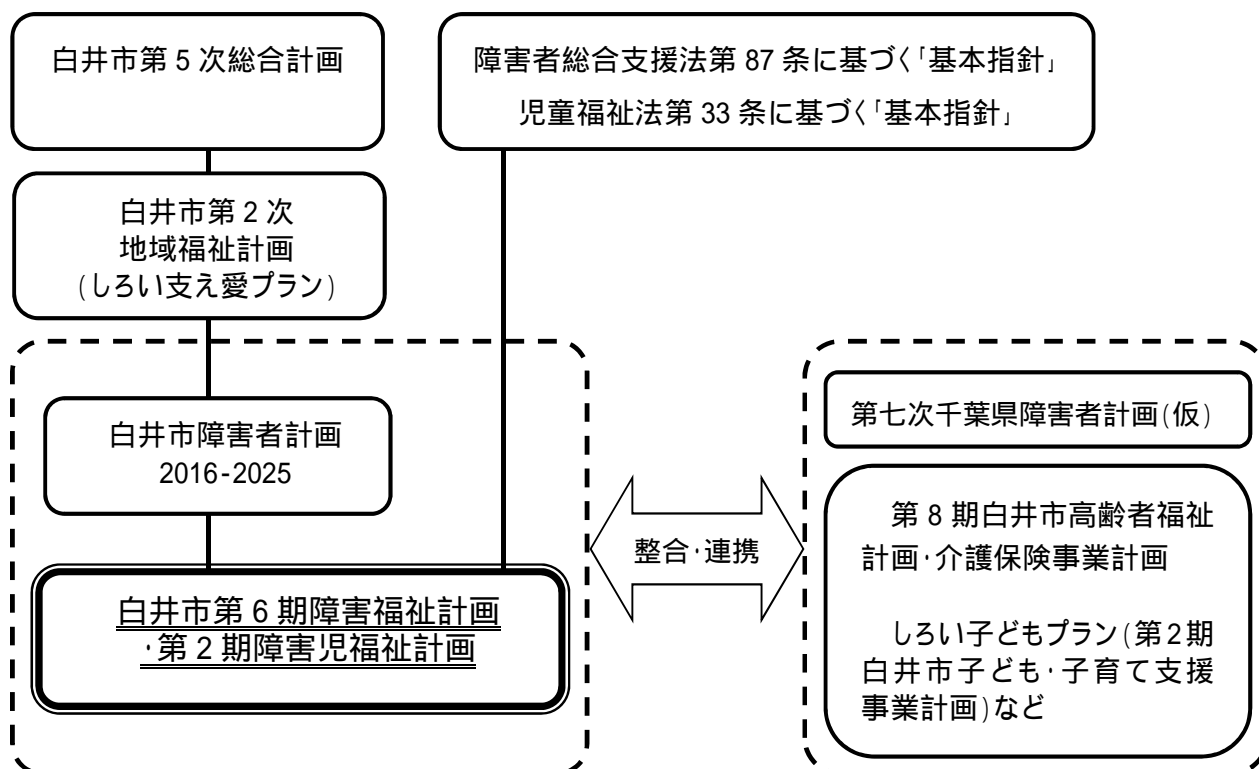 白井市第5次総合計画
障害者総合支援法第87条に基づく「基本指針」
児童福祉法第33条に基づく「基本指針」
白井市第2次
地域福祉計画
(しろい支え愛プラン)
白井市障害者計画
2016-2025
白井市第6期障害福祉計画
・第2期障害児福祉計画
整合・連携
第七次千葉県障害者計画(仮)
第8期白井市高齢者福祉
計画・介護保険事業計画
しろい子どもプラン(第2期
白井市子ども・子育て支援
事業計画)など